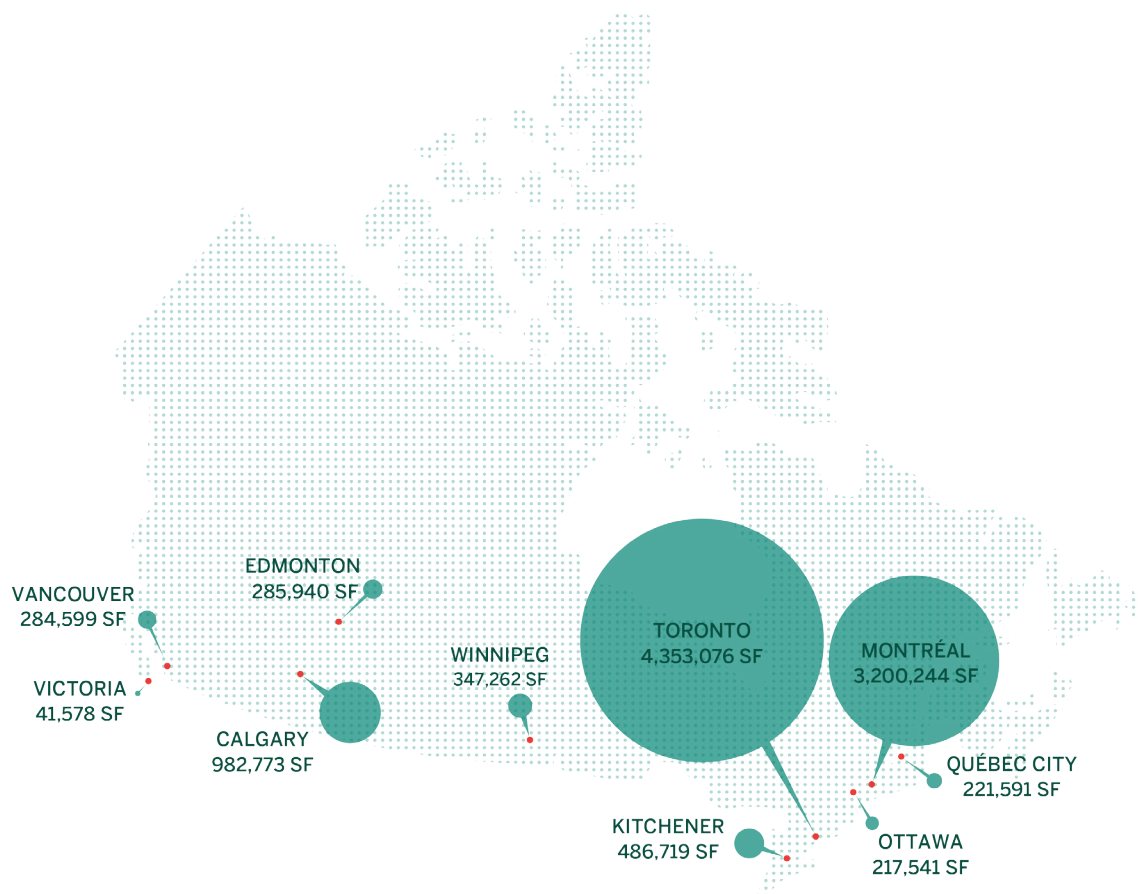 EDMONTON
285,940 SF
VANCOUVER
284,599 SF
TORONTO
4,353,076 SF
MONTRÉAL
3,200,244 SF
WINNIPEG
347,262 SF
VICTORIA
41,578 SF
CALGARY
982,773 SF
QUÉBEC CITY
221,591 SF
KITCHENER
486,719 SF
OTTAWA
217,541 SF